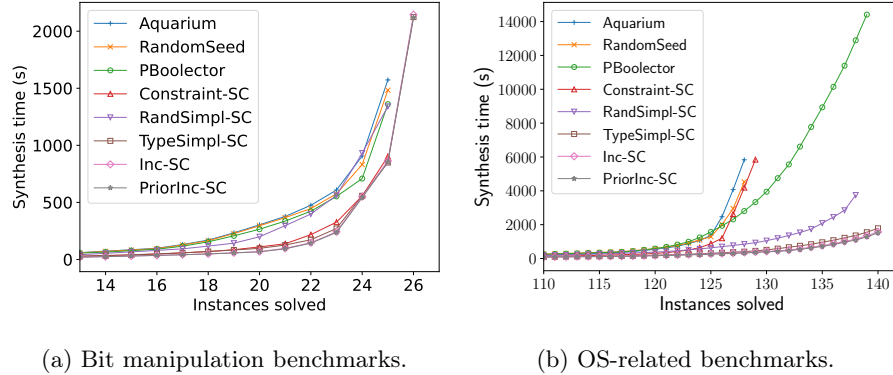 2000
1500
1000
500
0
Synthesis time (s)
Aquarium
RandomSeed
PBoolector
Constraint-SC
RandSimpl-SC
TypeSimpl-SC
Inc-SC
PriorInc-SC
14 16 18 20 22 24 26
Instances solved
(a) Bit manipulation benchmarks.
14000
12000
10000
8000
6000
4000
2000
0
Synthesis time (s)
Aquarium
RandomSeed
PBoolector
Constraint-SC
RandSimpl-SC
TypeSimpl-SC
Inc-SC
PriorInc-SC
110 115 120 125 130 135 140
Instances solved
(b) OS-related benchmarks.